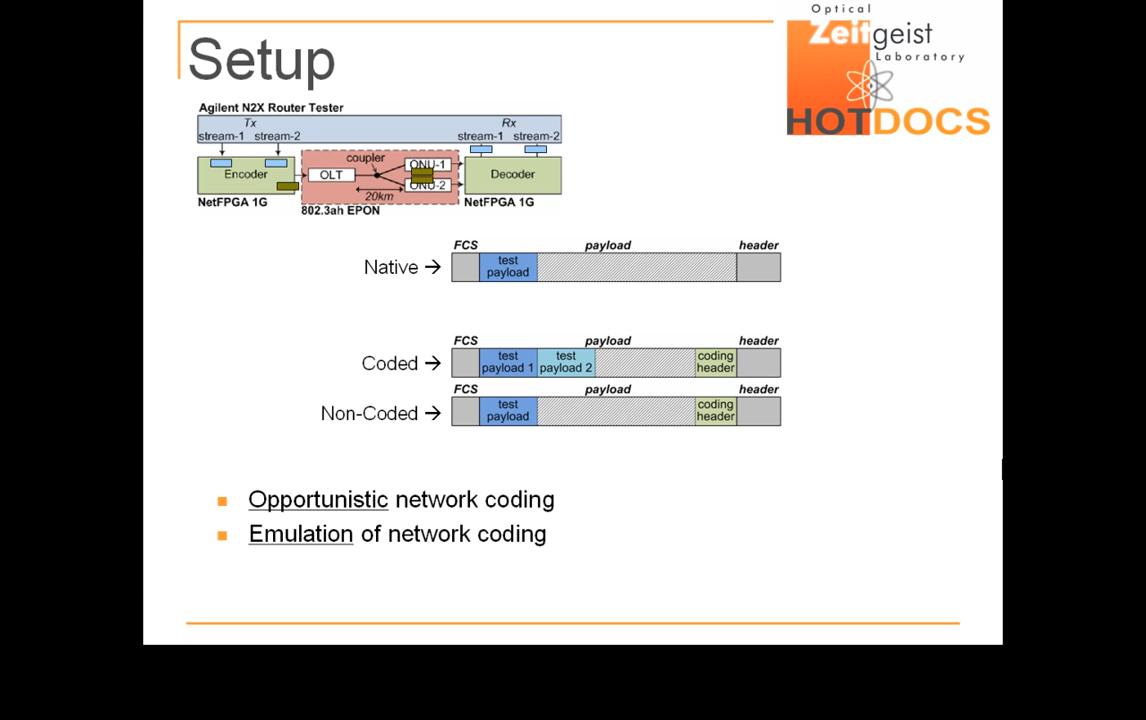 Optical
Zeitgeist
Laboratory
HOTDOCS
Setup
Agilent N2X Router Tester
Tx
Rx
stream-1 stream-2
stream-1 stream-2
Encoder
OLT
coupler
ONU-1
ONU-2
20km
Decoder
NetFPGA 1G
802.3ah EPON
NetFPGA 1G
FCS payload header
Native →
test
payload
FCS payload header
Coded →
test
payload 1
test
payload 2
coding
header
FCS payload header
Non-Coded →
test
payload
coding
header
Opportunistic network coding
Emulation of network coding